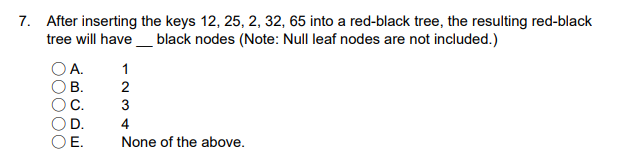 7. After inserting the keys 12, 25, 2, 32, 65 into a red-black tree, the resulting red-black
tree will have __ black nodes (Note: Null leaf nodes are not included.)
A. 1
B. 2
C. 3
D. 4
E. None of the above.